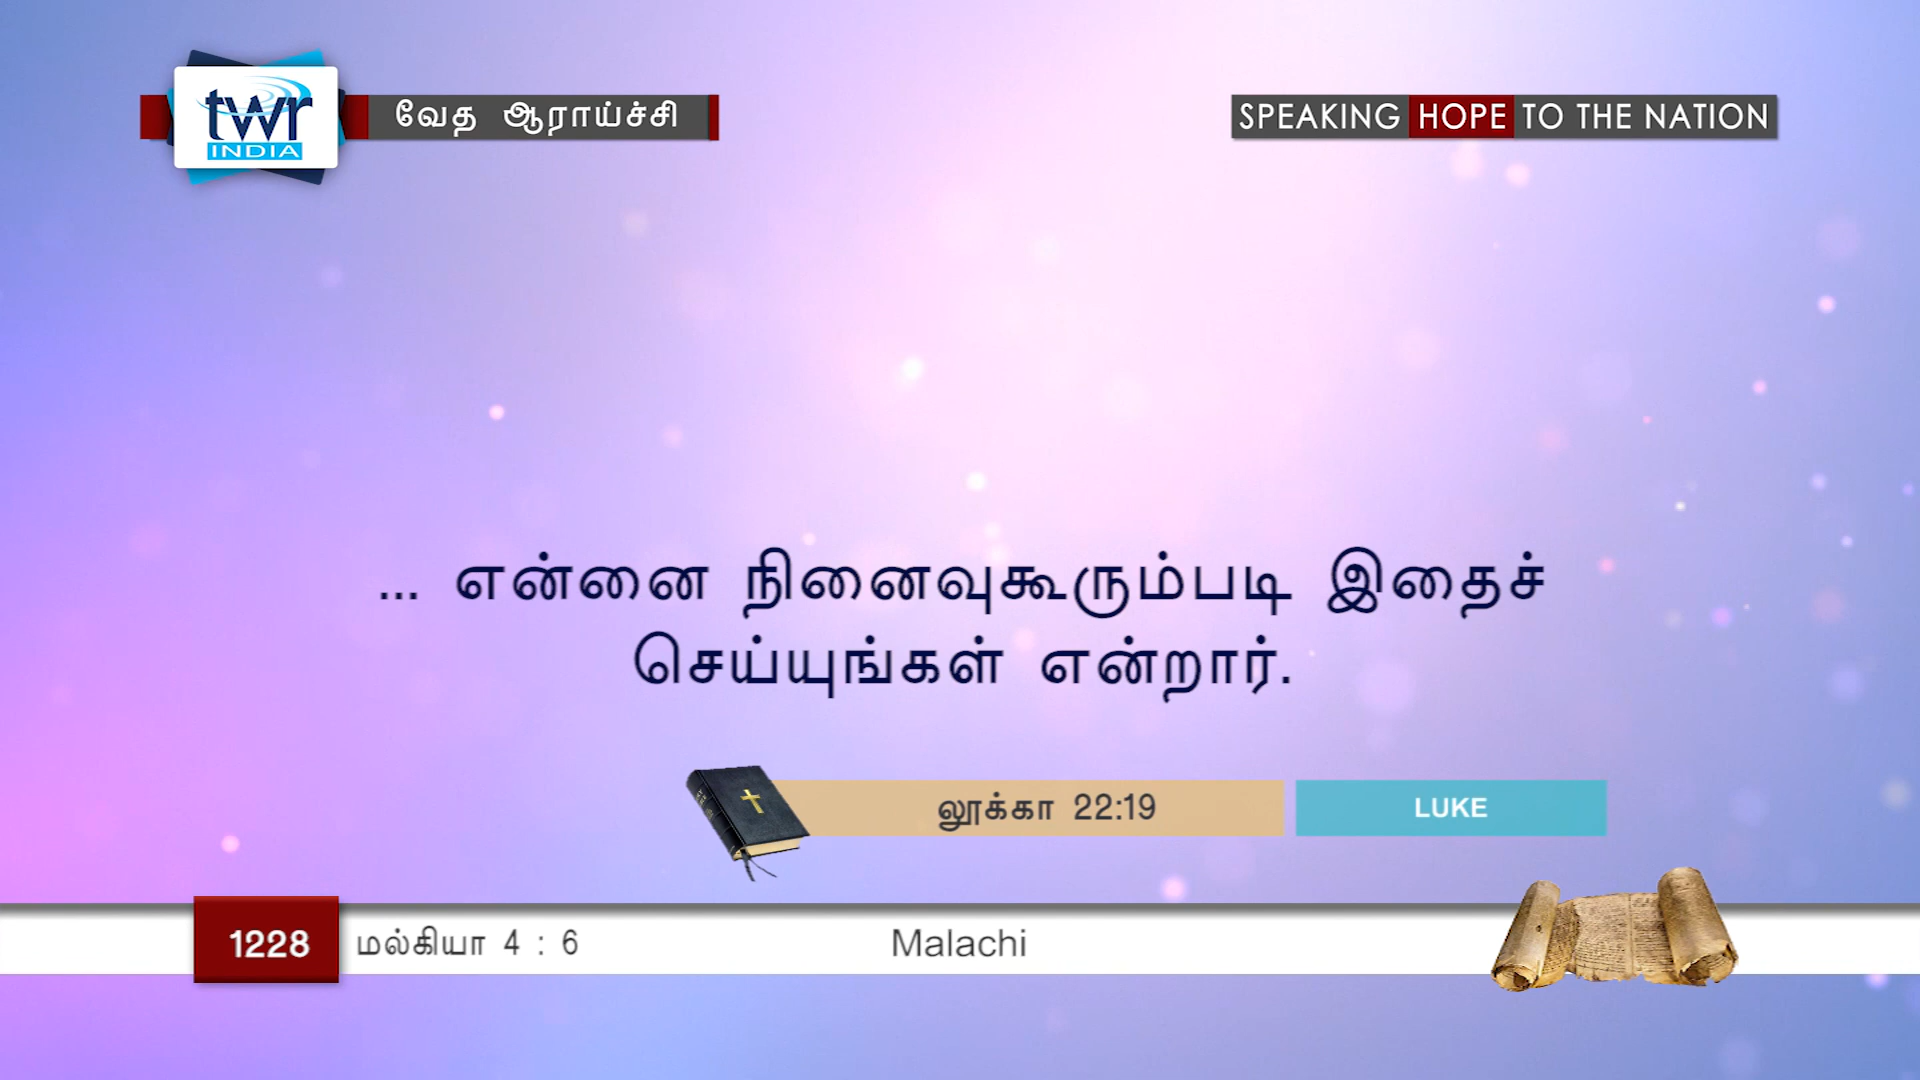 twr
INDIA
வேத ஆராய்ச்சி
SPEAKING HOPE TO THE NATION
... என்னை நினைவுகூரும்படி இதைச்
செய்யுங்கள் என்றார்.
லூக்கா 22:19
LUKE
1228
மல்கியா 4 : 6
Malachi